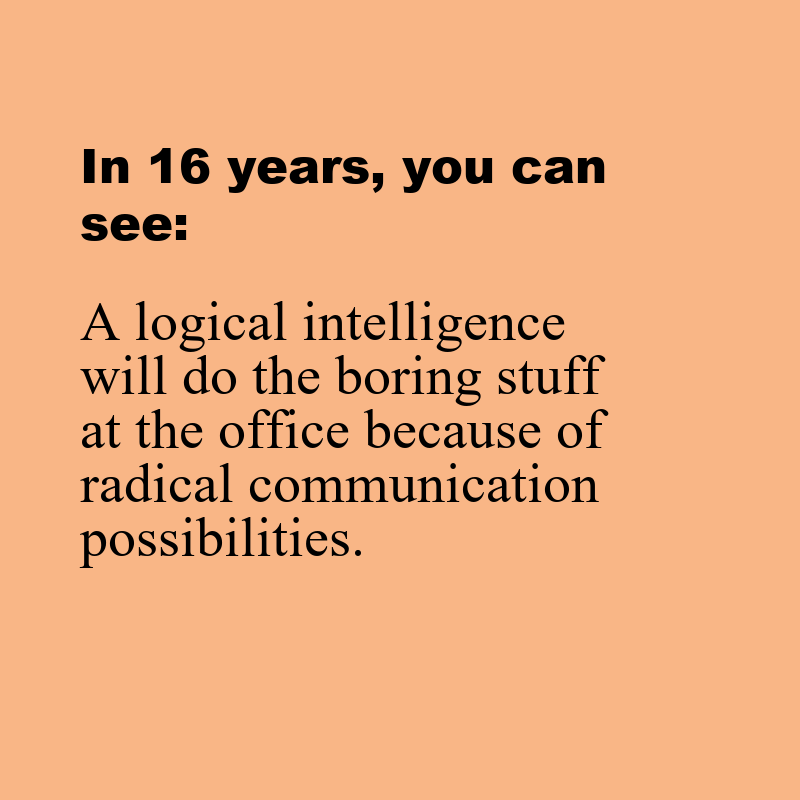 In 16 years, you can
see:
A logical intelligence
will do the boring stuff
at the office because of
radical communication
possibilities.